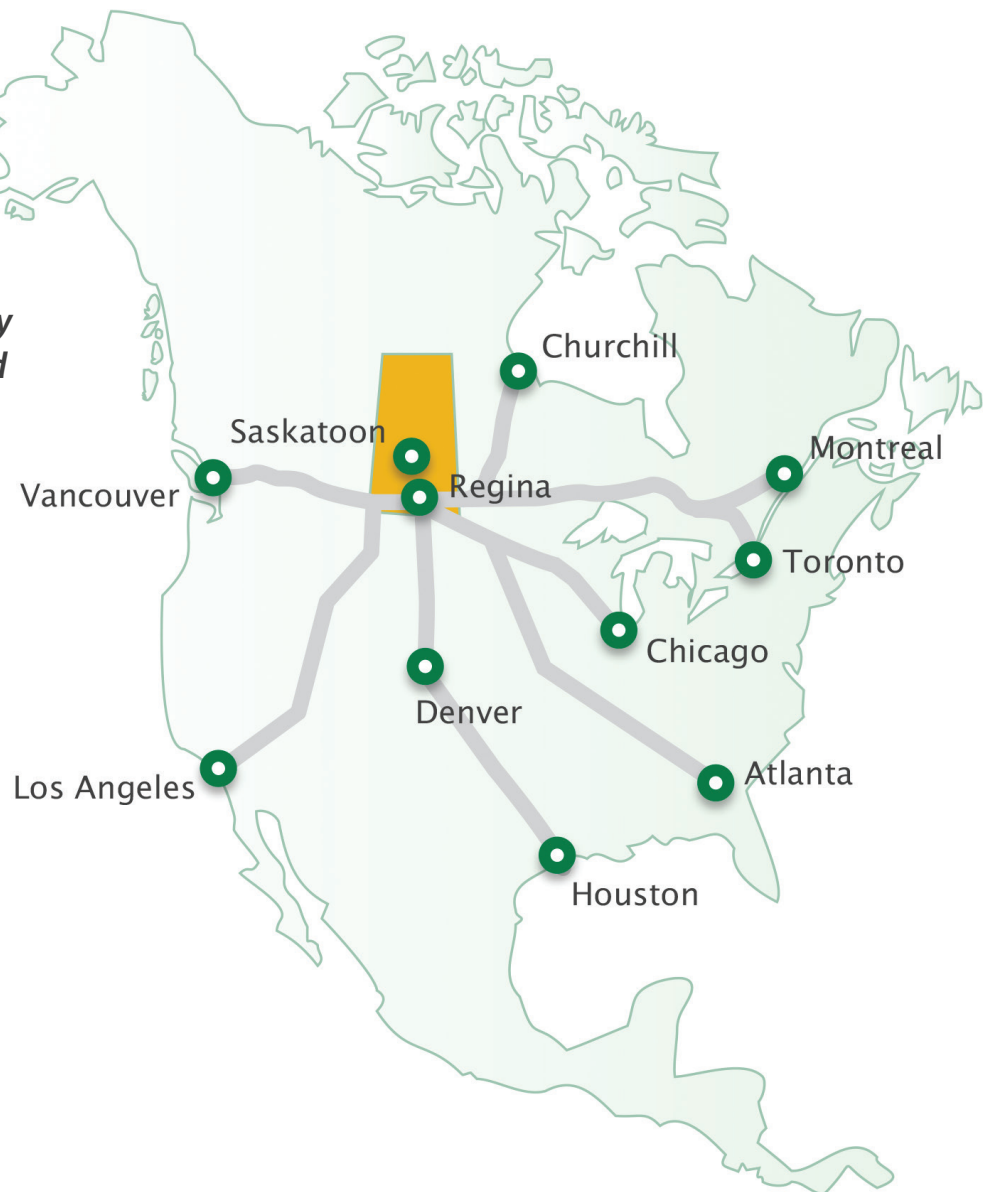 Churchill
Saskatoon
Montreal
Vancouver
Regina
Toronto
Chicago
Denver
Los Angeles
Atlanta
Houston